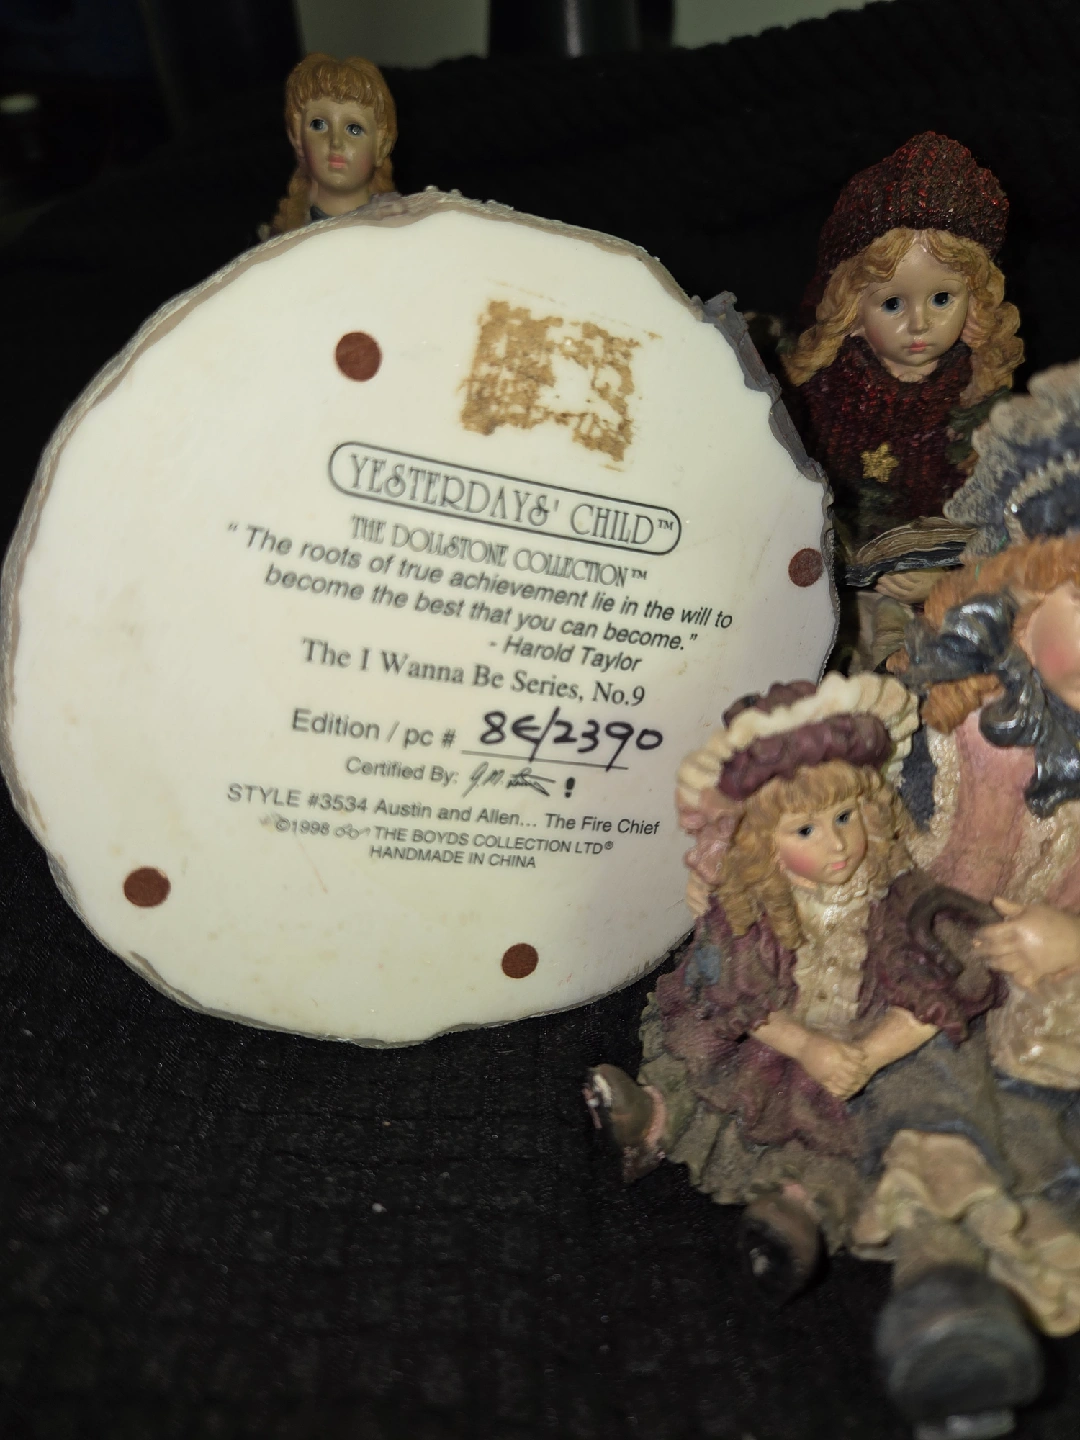 YESTERDAYS' CHILD™
THE DOLLSTONE COLLECTION™
"The roots of true achievement lie in the will to
become the best that you can become."
- Harold Taylor
The I Wanna Be Series, No.9
Edition / pc # 8E/2390
Certified By:
STYLE #3534 Austin and Allen... The Fire Chief
©1998 THE BOYDS COLLECTION LTD®
HANDMADE IN CHINA